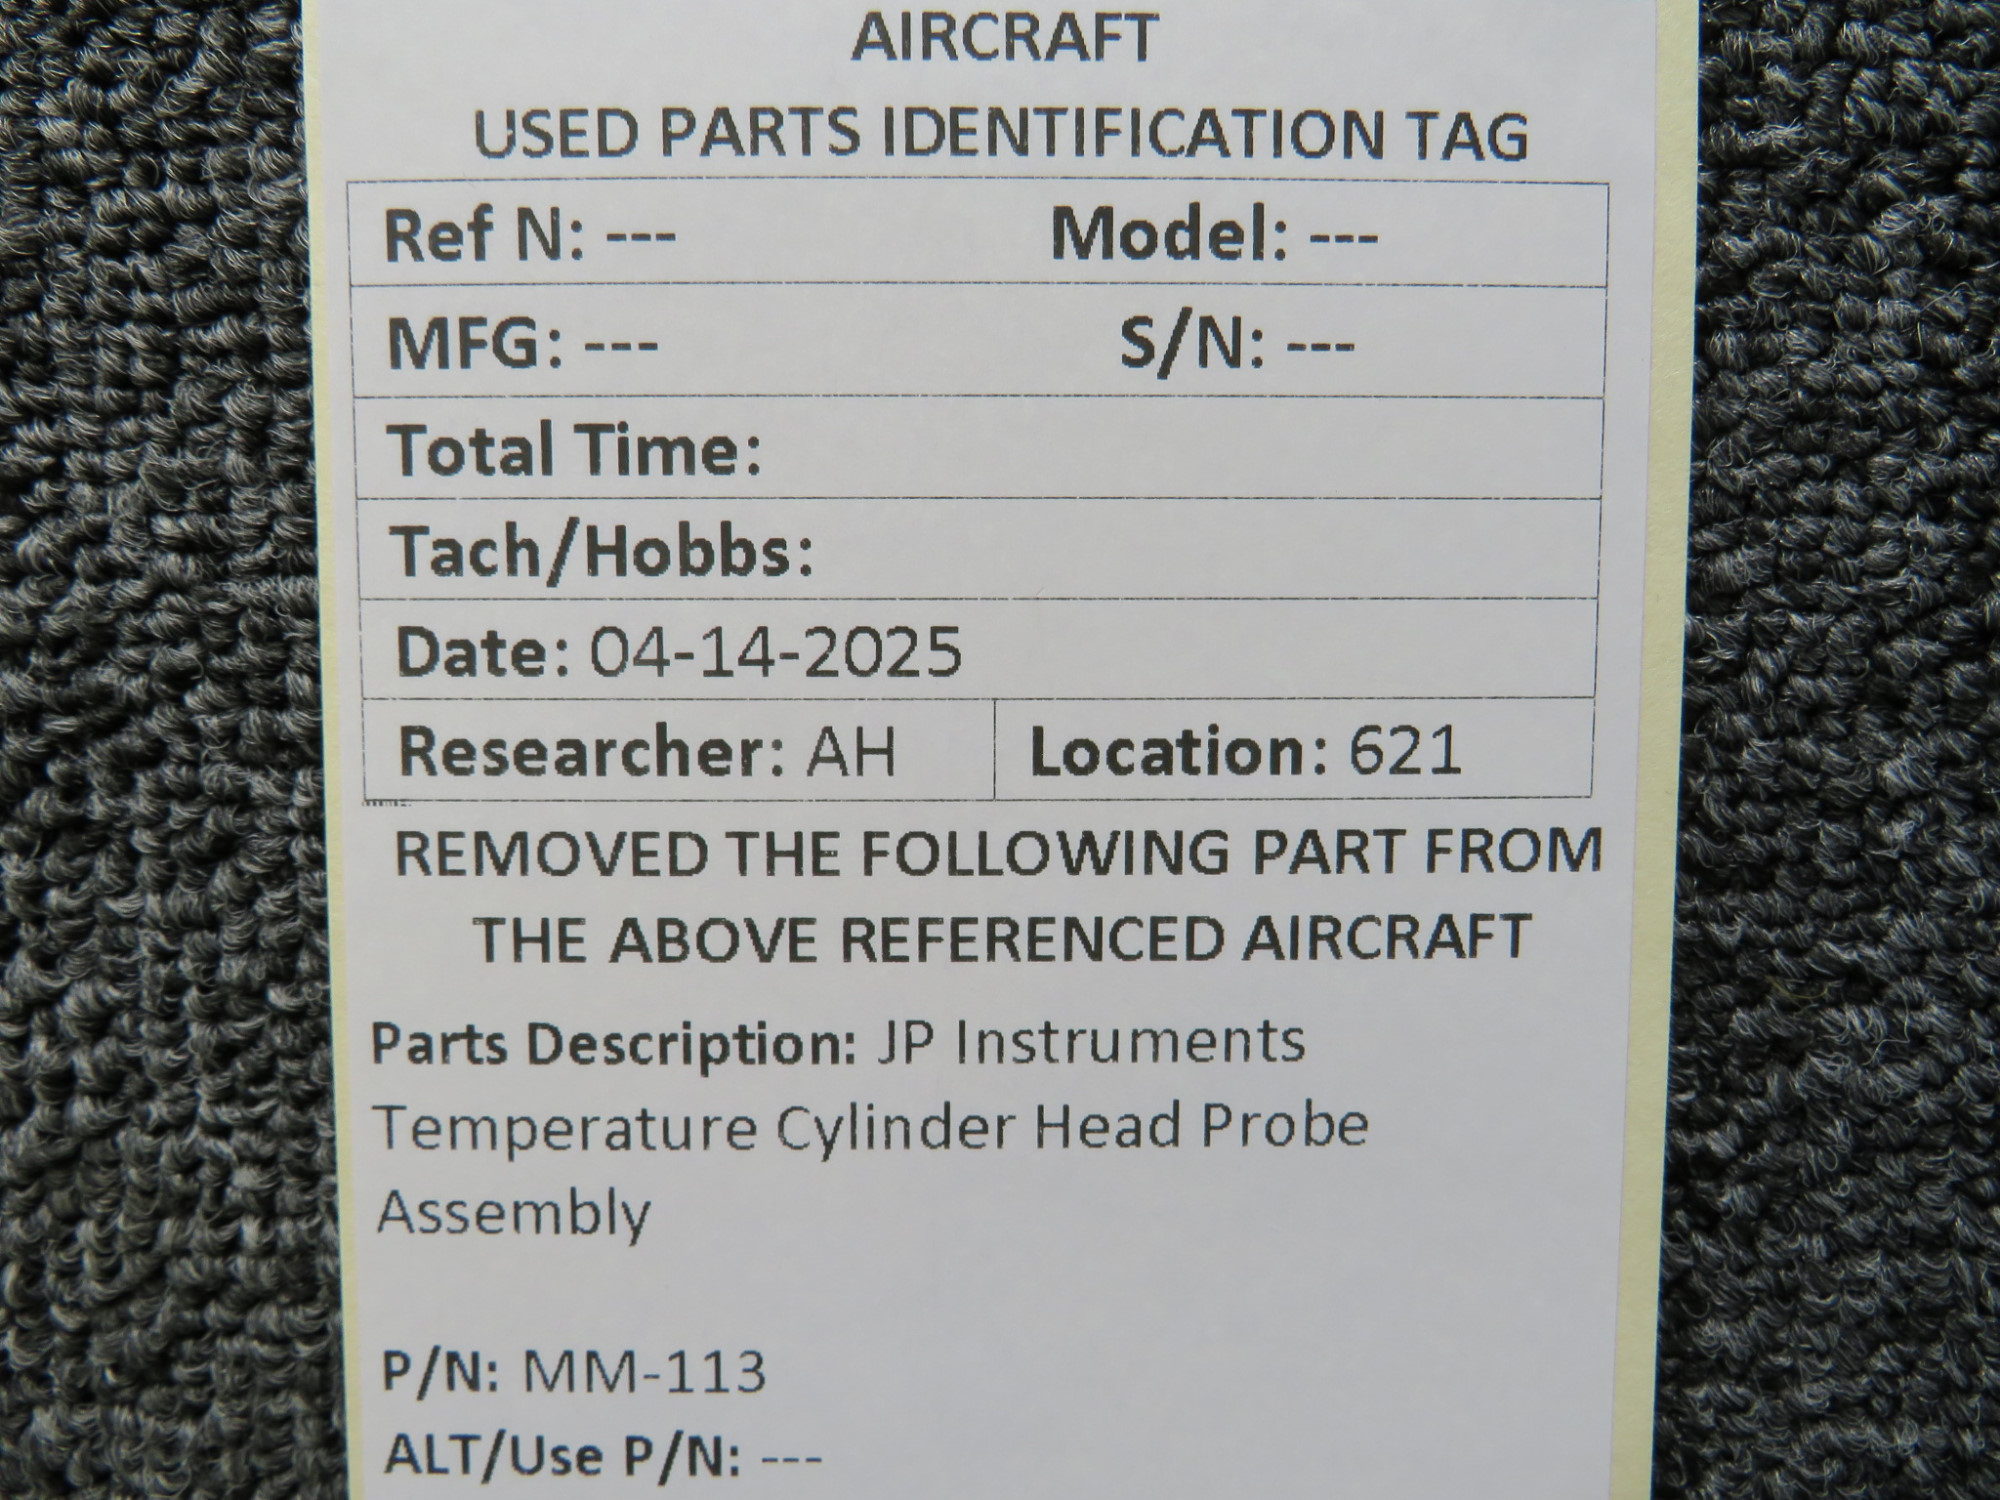 AIRCRAFT
USED PARTS IDENTIFICATION TAG
Ref N: --- Model: ---
MFG: --- S/N: ---
Total Time:
Tach/Hobbs:
Date: 04-14-2025
Researcher: AH Location: 621
REMOVED THE FOLLOWING PART FROM
THE ABOVE REFERENCED AIRCRAFT
Parts Description: JP Instruments
Temperature Cylinder Head Probe
Assembly
P/N: MM-113
ALT/Use P/N: ---